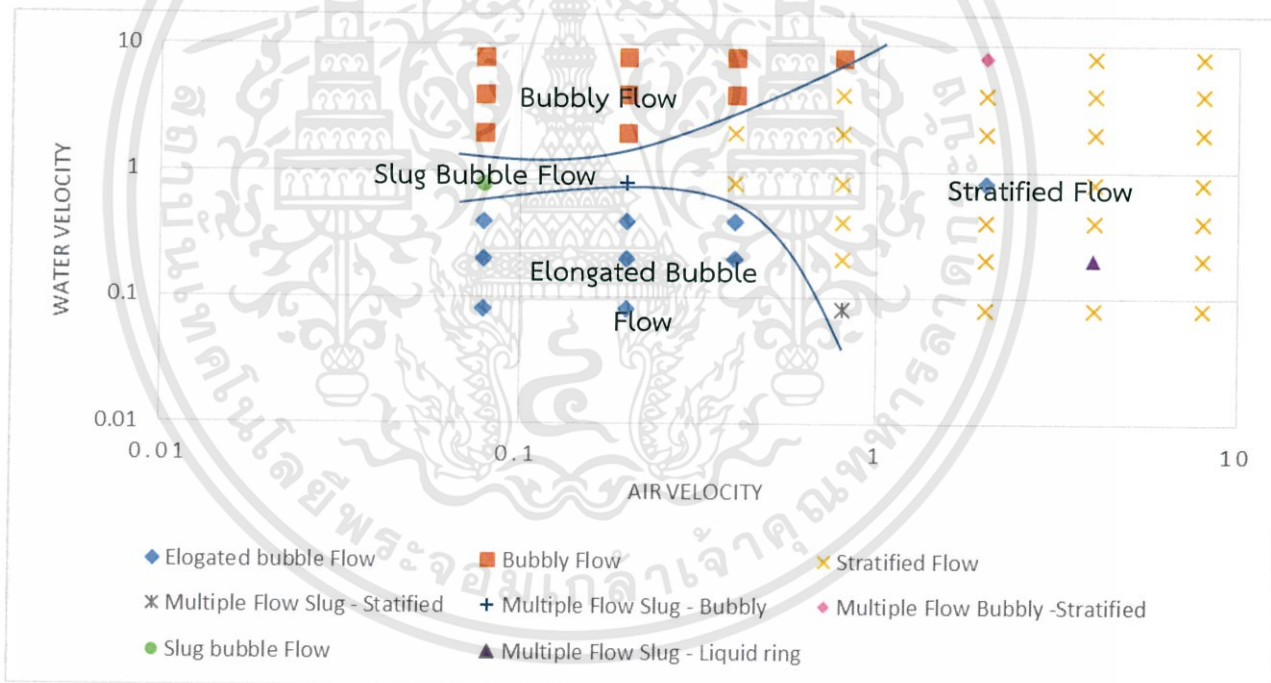 10
1
0.1
0.01
WATER VELOCITY
Bubbly Flow
Slug Bubble Flow
Stratified Flow
Elongated Bubble
Flow
0.01
0.1
1
10
AIR VELOCITY
Elogated bubble Flow
Bubbly Flow
Stratified Flow
Multiple Flow Slug - Statified
Multiple Flow Slug - Bubbly
Multiple Flow Bubbly -Stratified
Slug bubble Flow
Multiple Flow Slug - Liquid ring